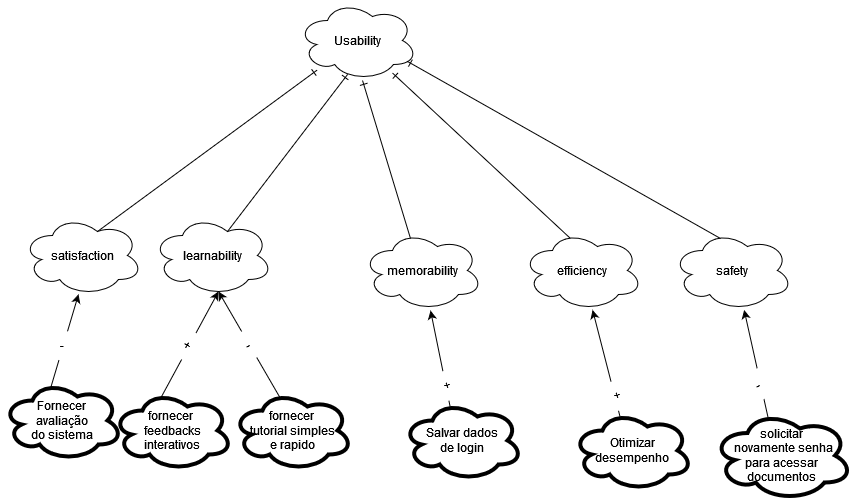 Usability
satisfaction
learnability
memorability
efficiency
safety
-
+
-
+
+
-
Fornecer
avaliação
do sistema
fornecer
feedbacks
interativos
fornecer
tutorial simples
e rapido
Salvar dados
de login
Otimizar
desempenho
solicitar
novamente senha
para acessar
documentos